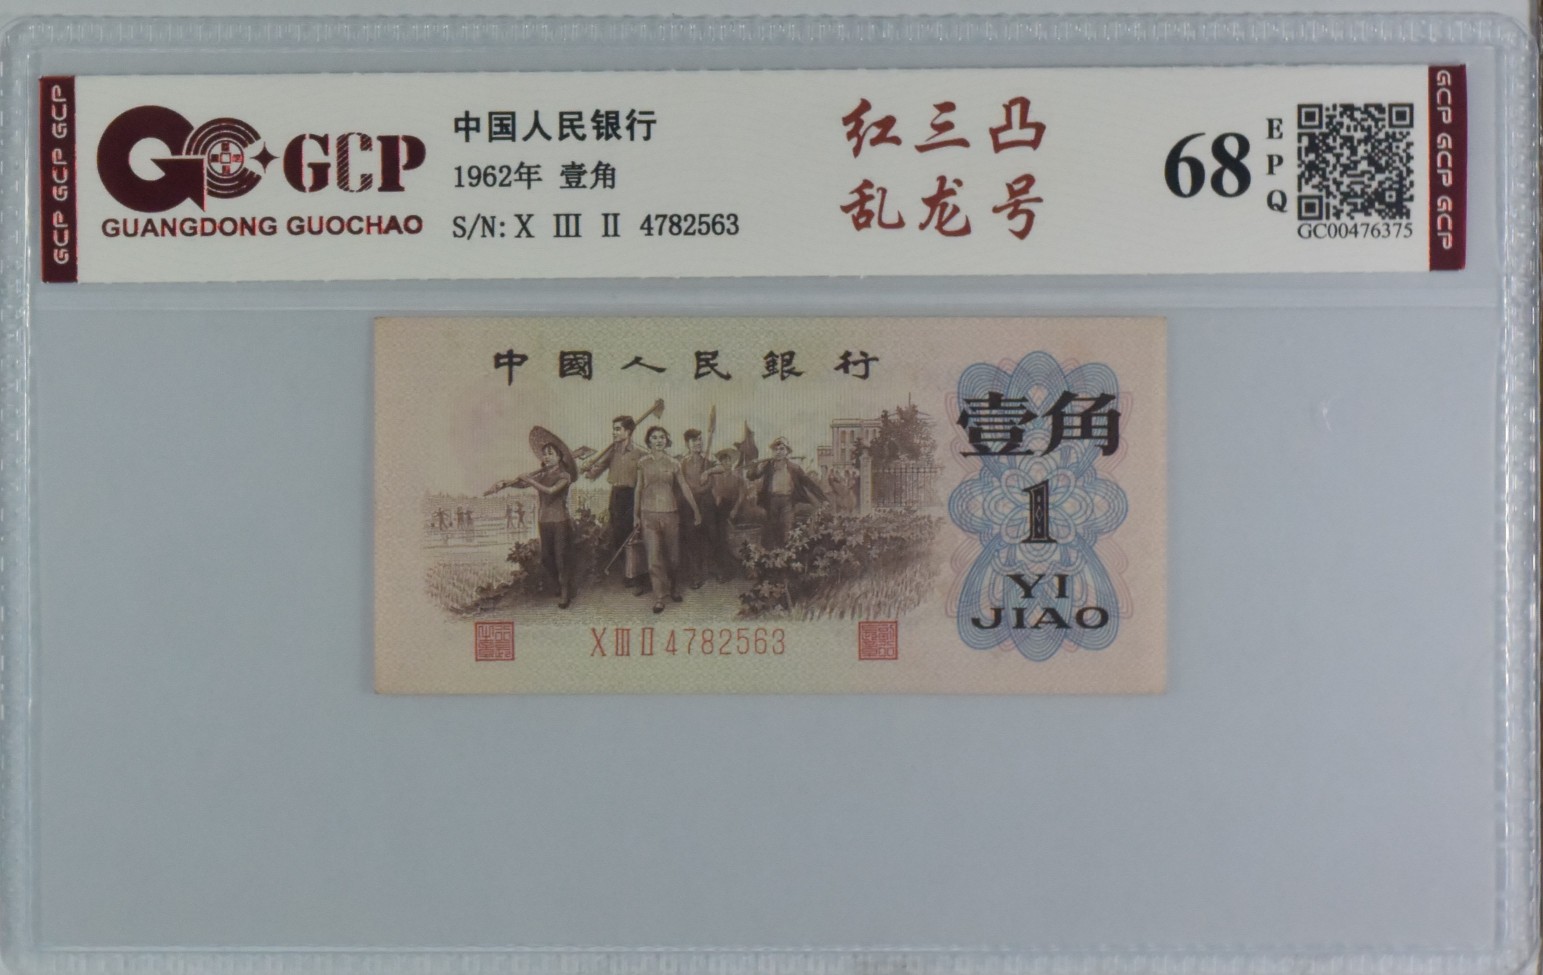 GCP GCP GCP
GCP
GUANGDONG GUOCHAO
中国人民银行
1962年 壹角
S/N: X III II 4782563
红三凸
乱龙号
68
E
P
Q
GC00476375
GCP GCP GCP
中國人民銀行
壹角
1
YI
JIAO
X III II 4782563